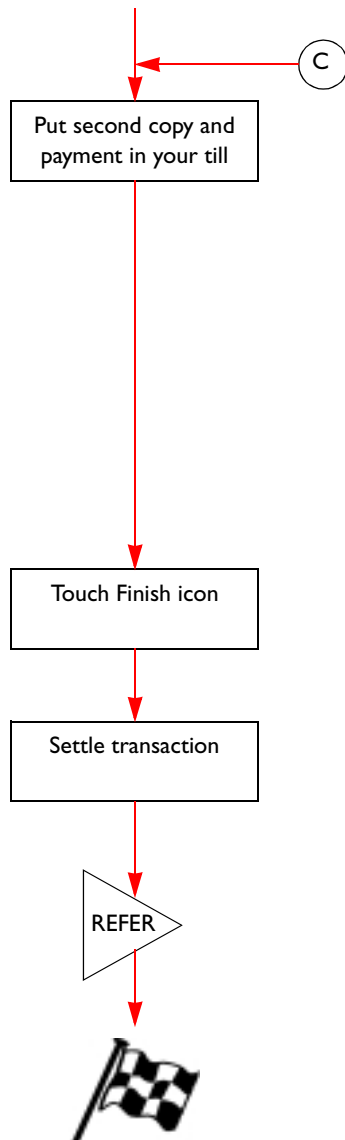 C
Put second copy and
payment in your till
Touch Finish icon
Settle transaction
REFER